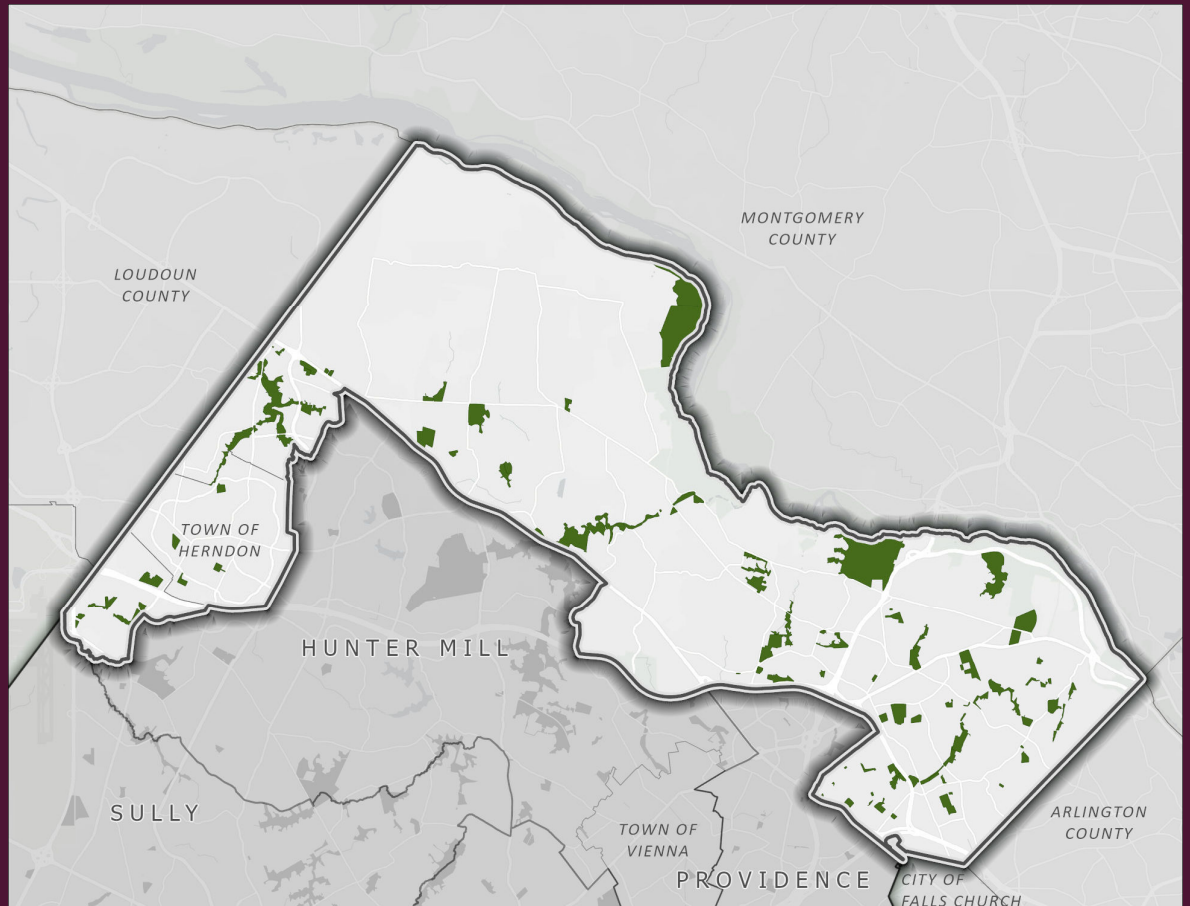 MONTGOMERY
COUNTY
LOUDOUN
COUNTY
TOWN OF
HERNDON
HUNTER MILL
SULLY
TOWN OF
VIENNA
ARLINGTON
COUNTY
PROVIDENCE
CITY OF
FALLS CHURCH